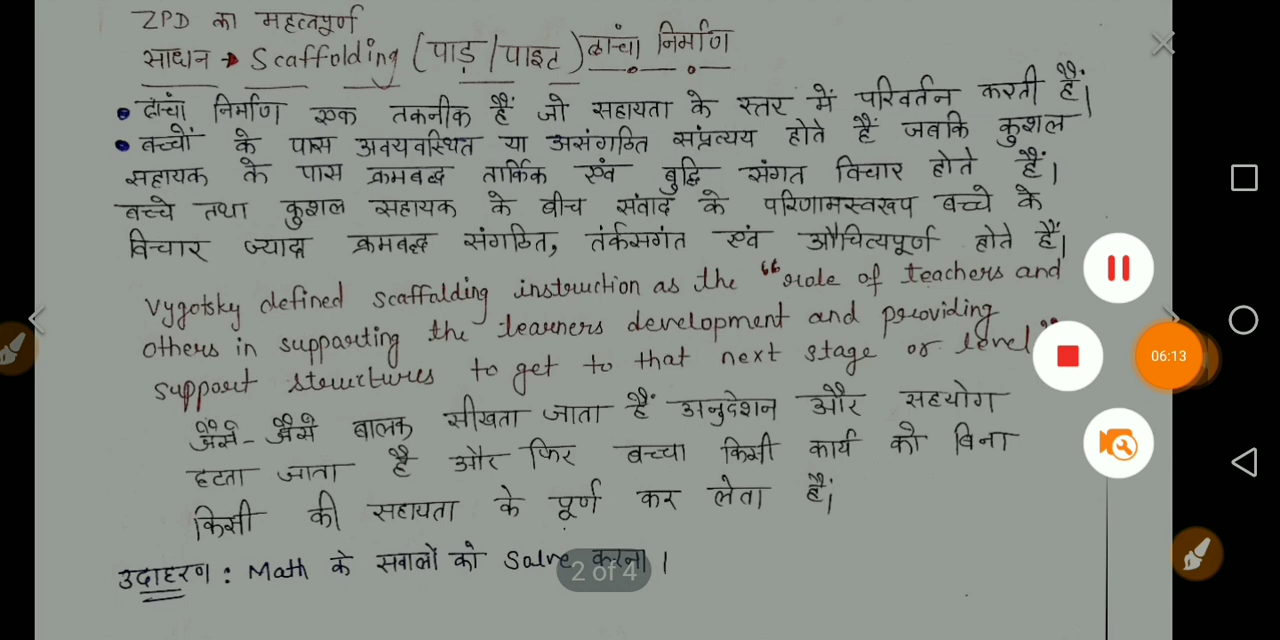 ZPD का महत्वपूर्ण
साधन → Scaffolding (पाड़/पाइट) ढांचा निर्माण
• ढांचा निर्माण एक तकनीक हैं जो सहायता के स्तर में परिवर्तन करती हैं।
• बच्चों के पास अवयवस्थित या असंगठित संप्रत्यय होते हैं जबकि कुशल
सहायक के पास क्रमबद्ध तार्किक एवं बुद्धि संगत विचार होते हैं।
बच्चे तथा कुशल सहायक के बीच संवाद के परिणामस्वरूप बच्चे के
विचार ज्यादा क्रमबद्ध संगठित, तर्कसगंत एवं औचित्यपूर्ण होते हैं।
Vygotsky defined scaffolding instruction as the “role of teachers and
others in supporting the learners development and providing
support structures to get to that next stage or level”
जैसे-जैसे बालक सीखता जाता हैं अनुदेशन और सहयोग
हटता जाता है और फिर बच्चा किसी कार्य को बिना
किसी की सहायता के पूर्ण कर लेता हैं।
उदाहरण: Math के सवालों को Solve करना।
2 of 4
06:13